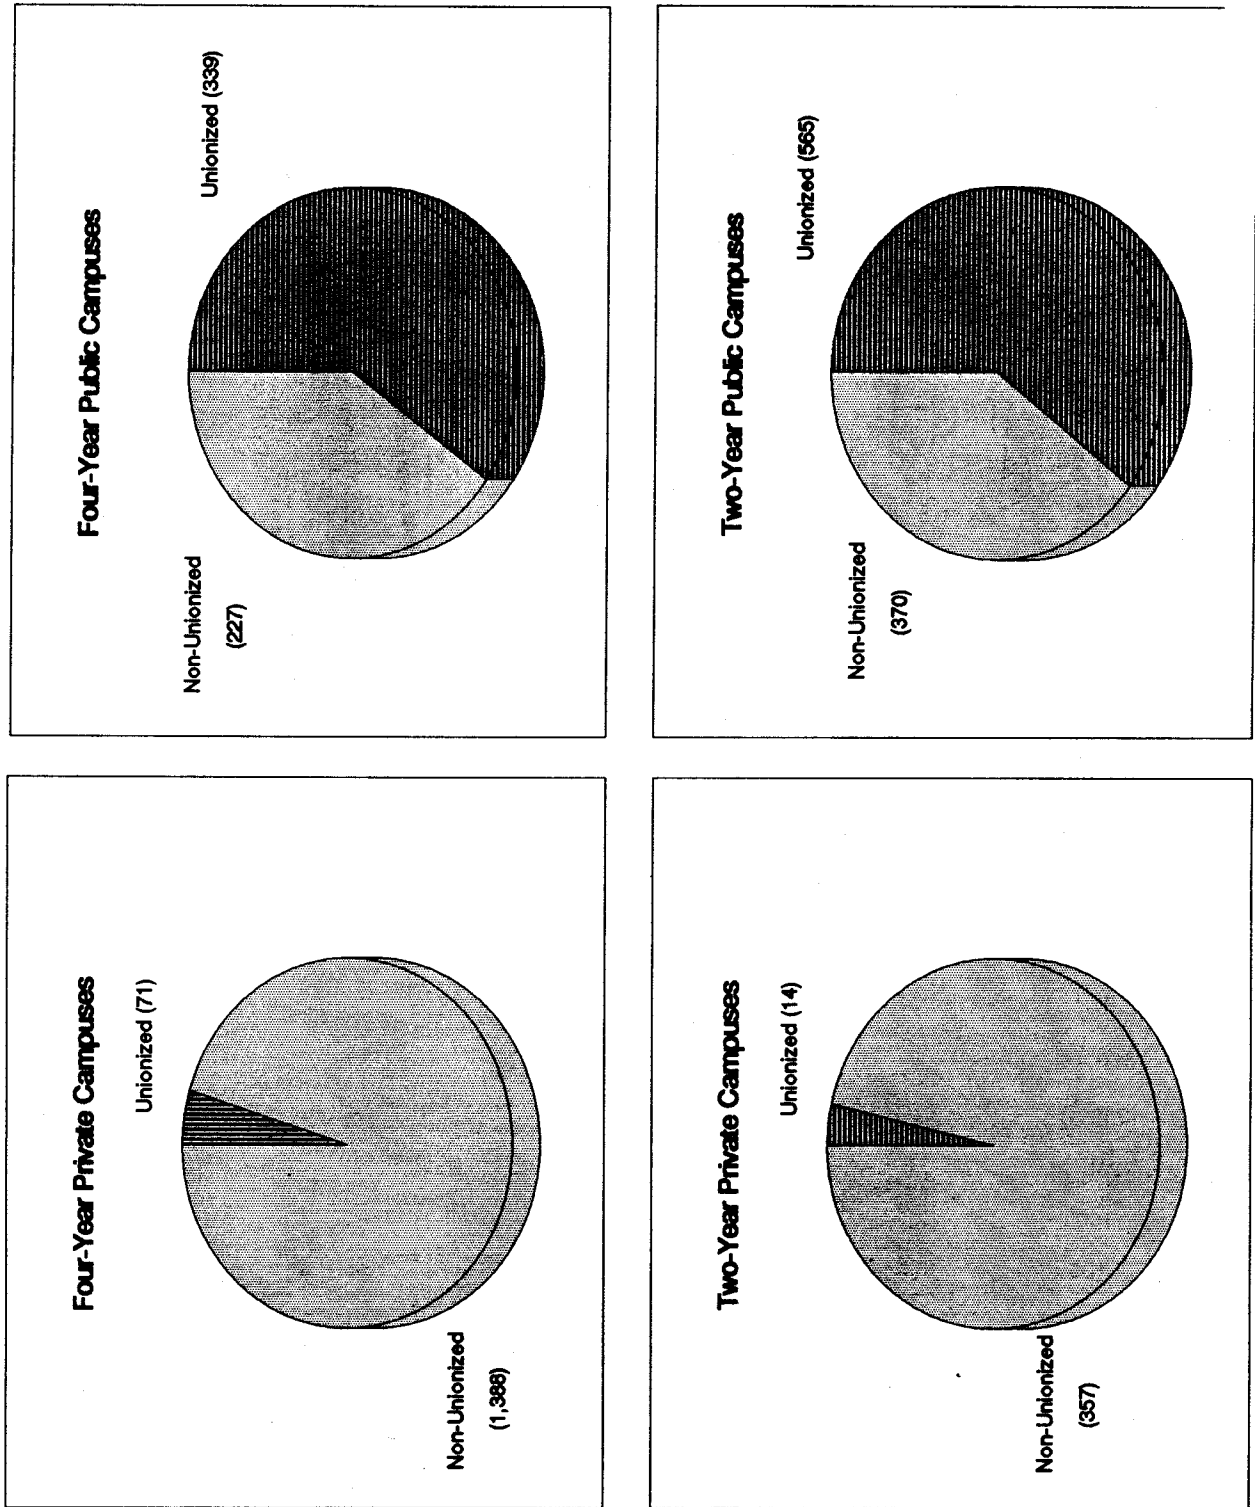 Four-Year Private Campuses
Unionized (71)
Non-Unionized
(1,388)
Four-Year Public Campuses
Unionized (339)
Non-Unionized
(227)
Two-Year Private Campuses
Unionized (14)
Non-Unionized
(357)
Two-Year Public Campuses
Unionized (565)
Non-Unionized
(370)